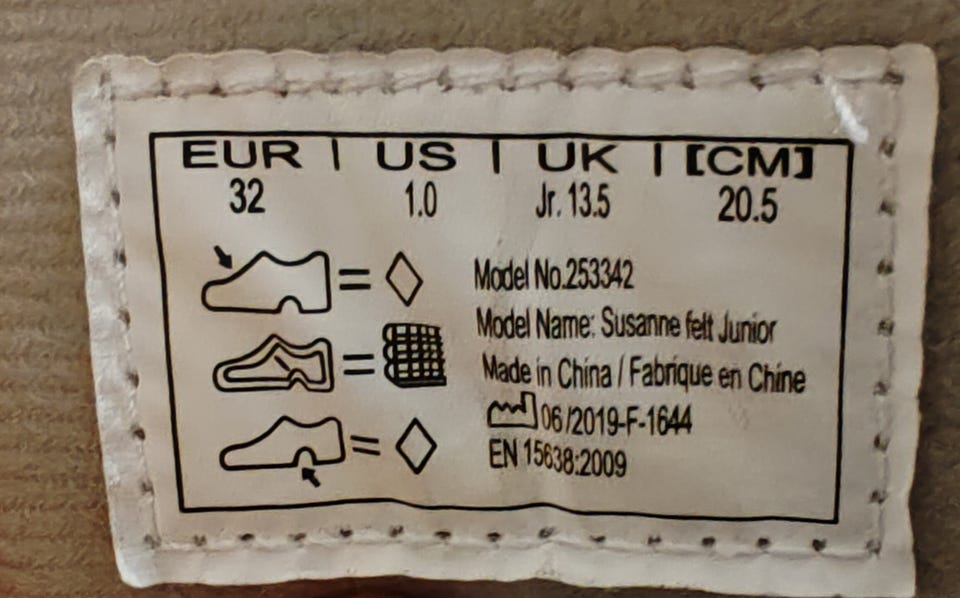 EUR | US | UK | [CM]
32 1.0 Jr. 13.5 20.5
Model No.253342
Model Name: Susanne felt Junior
Made in China / Fabrique en Chine
06/2019-F-1644
EN 15638:2009